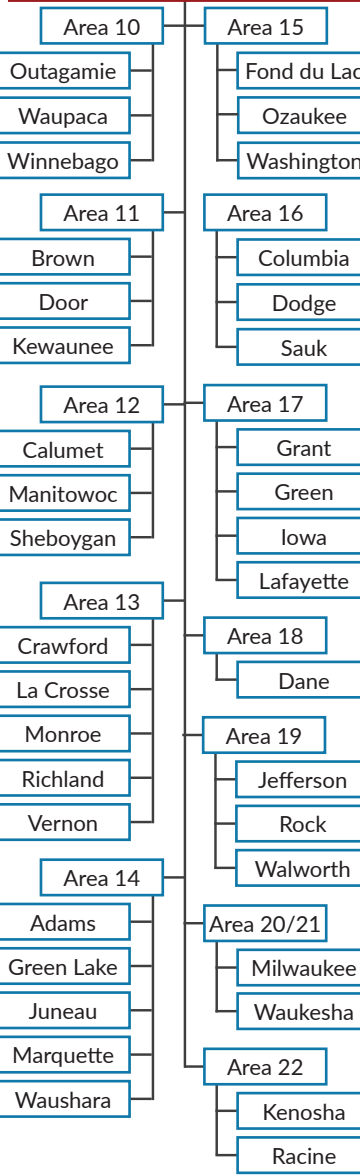 Area 10
Outagamie
Waupaca
Winnebago
Area 11
Brown
Door
Kewaunee
Area 12
Calumet
Manitowoc
Sheboygan
Area 13
Crawford
La Crosse
Monroe
Richland
Vernon
Area 14
Adams
Green Lake
Juneau
Marquette
Waushara
Area 15
Fond du Lac
Ozaukee
Washington
Area 16
Columbia
Dodge
Sauk
Area 17
Grant
Green
Iowa
Lafayette
Area 18
Dane
Area 19
Jefferson
Rock
Walworth
Area 20/21
Milwaukee
Waukesha
Area 22
Kenosha
Racine